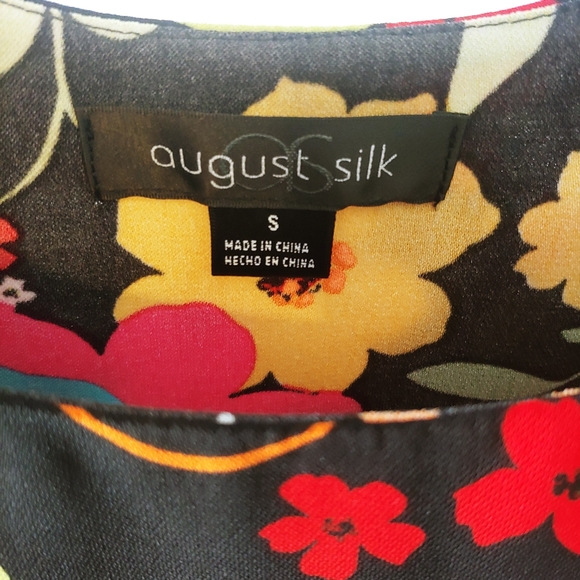 august silk
S
MADE IN CHINA
HECHO EN CHINA